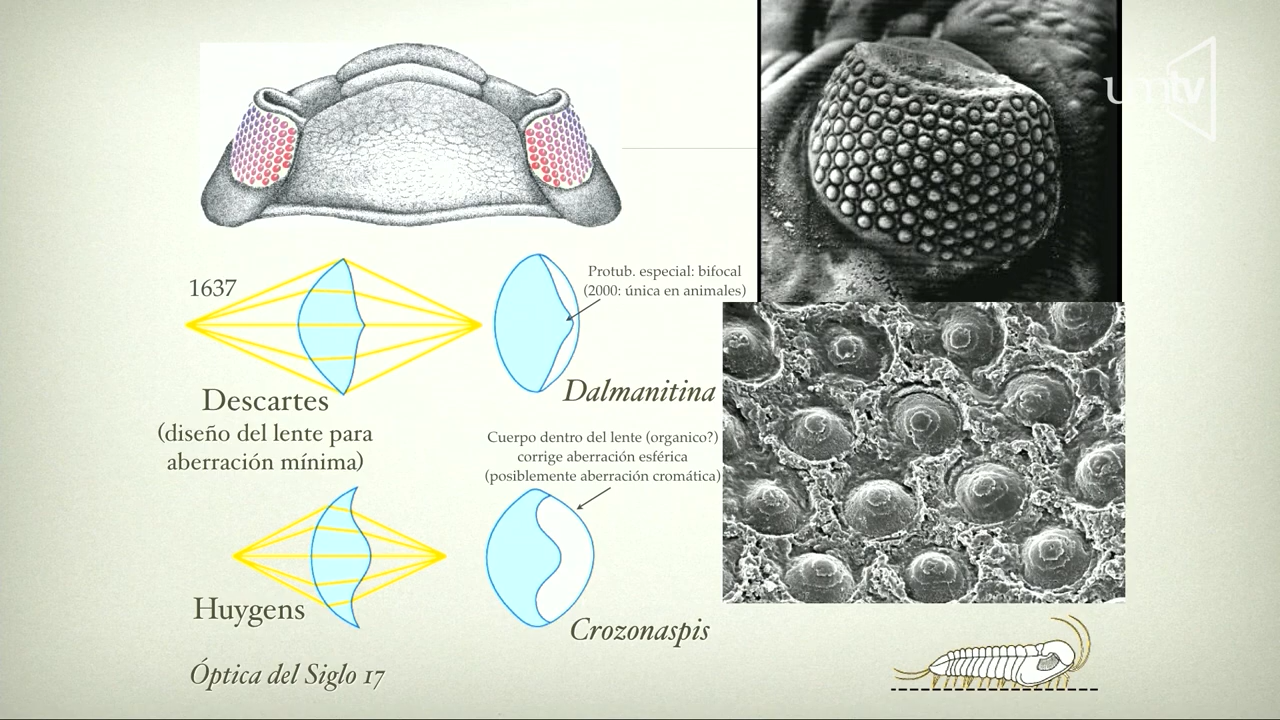 umtv
1637
Protub. especial: bifocal
(2000: única en animales)
Descartes
(diseño del lente para
aberración mínima)
Dalmanitina
Cuerpo dentro del lente (organico?)
corrige aberración esférica
(posiblemente aberración cromática)
Huygens
Crozonaspis
Óptica del Siglo 17